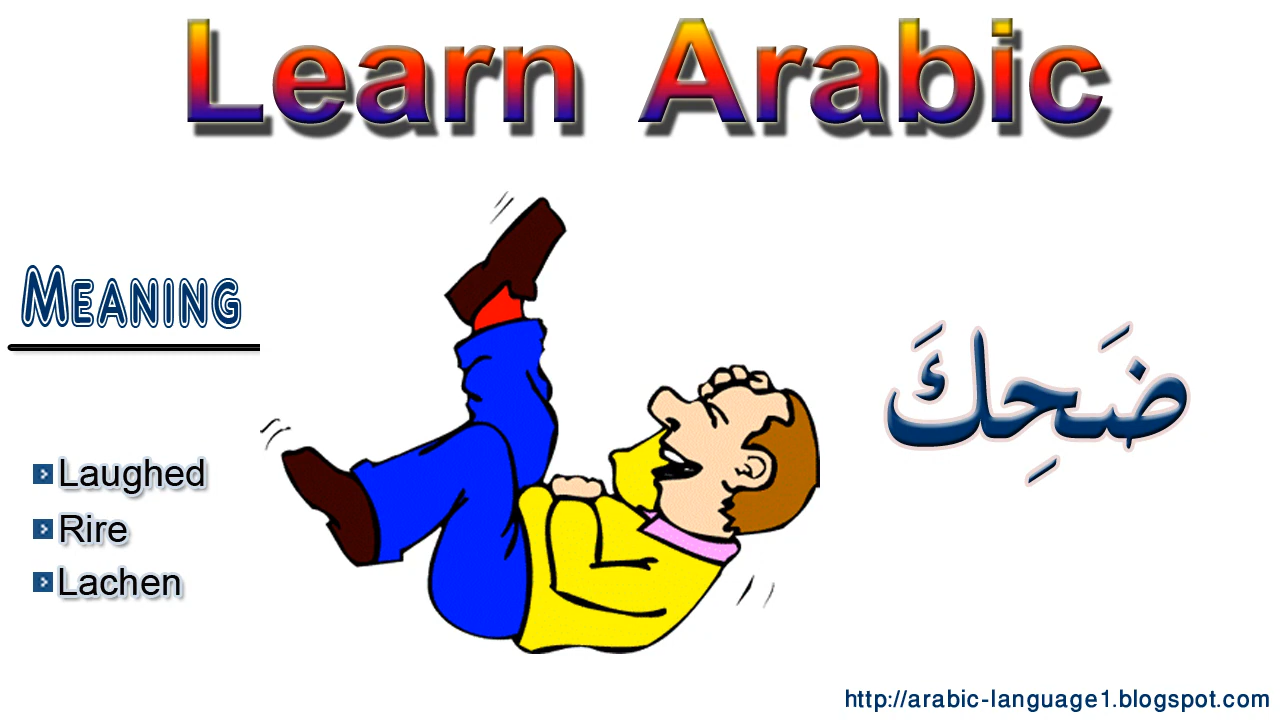 Learn Arabic
MEANING
Laughed
Rire
Lachen
ضَحِكَ
http://arabic-language1.blogspot.com